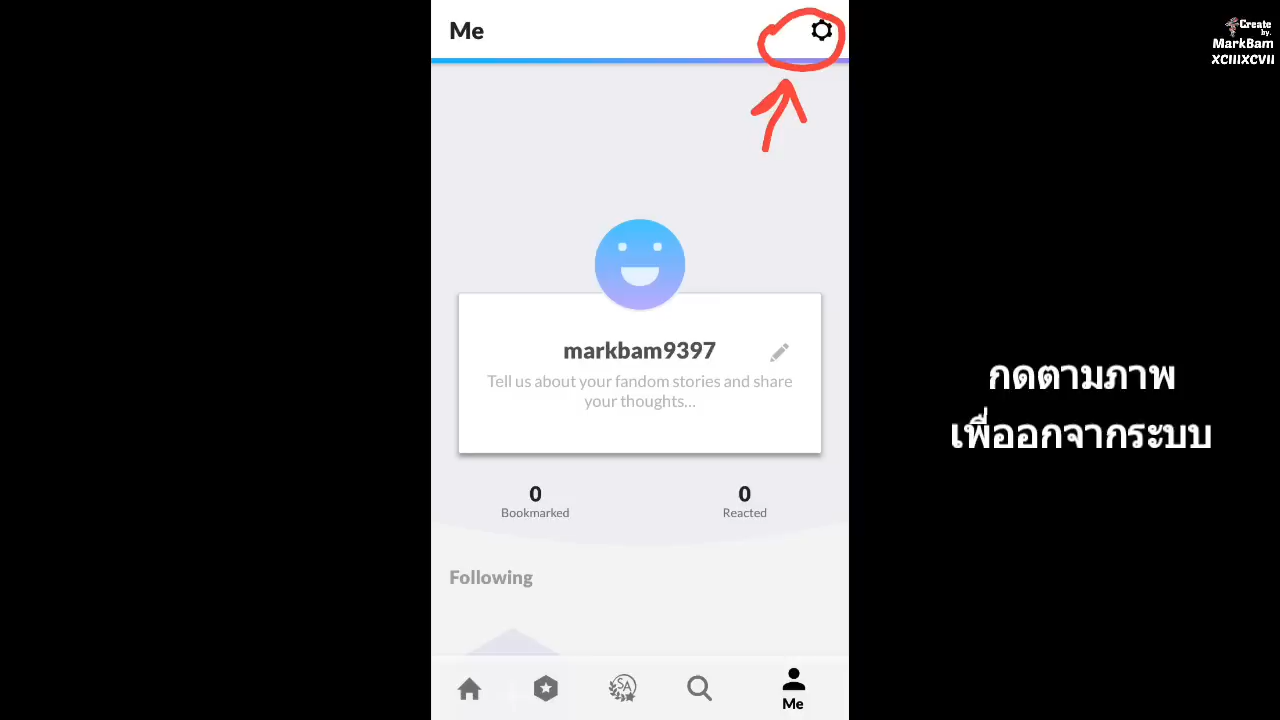 Me
Create
by.
MarkBam
XCIIIXCVII
markbam9397
Tell us about your fandom stories and share
your thoughts...
กดตามภาพ
เพื่ออกจากระบบ
0 0
Bookmarked Reacted
Following
SA
Me